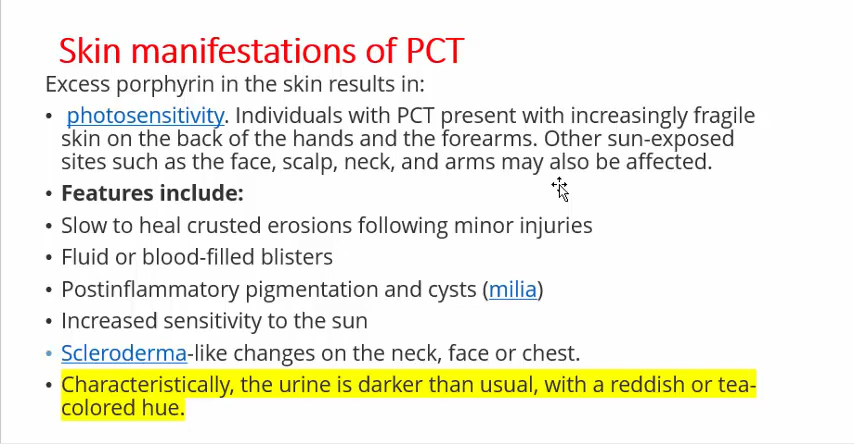 Skin manifestations of PCT
Excess porphyrin in the skin results in:
• photosensitivity. Individuals with PCT present with increasingly fragile
skin on the back of the hands and the forearms. Other sun-exposed
sites such as the face, scalp, neck, and arms may also be affected.
• Features include:
• Slow to heal crusted erosions following minor injuries
• Fluid or blood-filled blisters
• Postinflammatory pigmentation and cysts (milia)
• Increased sensitivity to the sun
• Scleroderma-like changes on the neck, face or chest.
• Characteristically, the urine is darker than usual, with a reddish or tea-
colored hue.